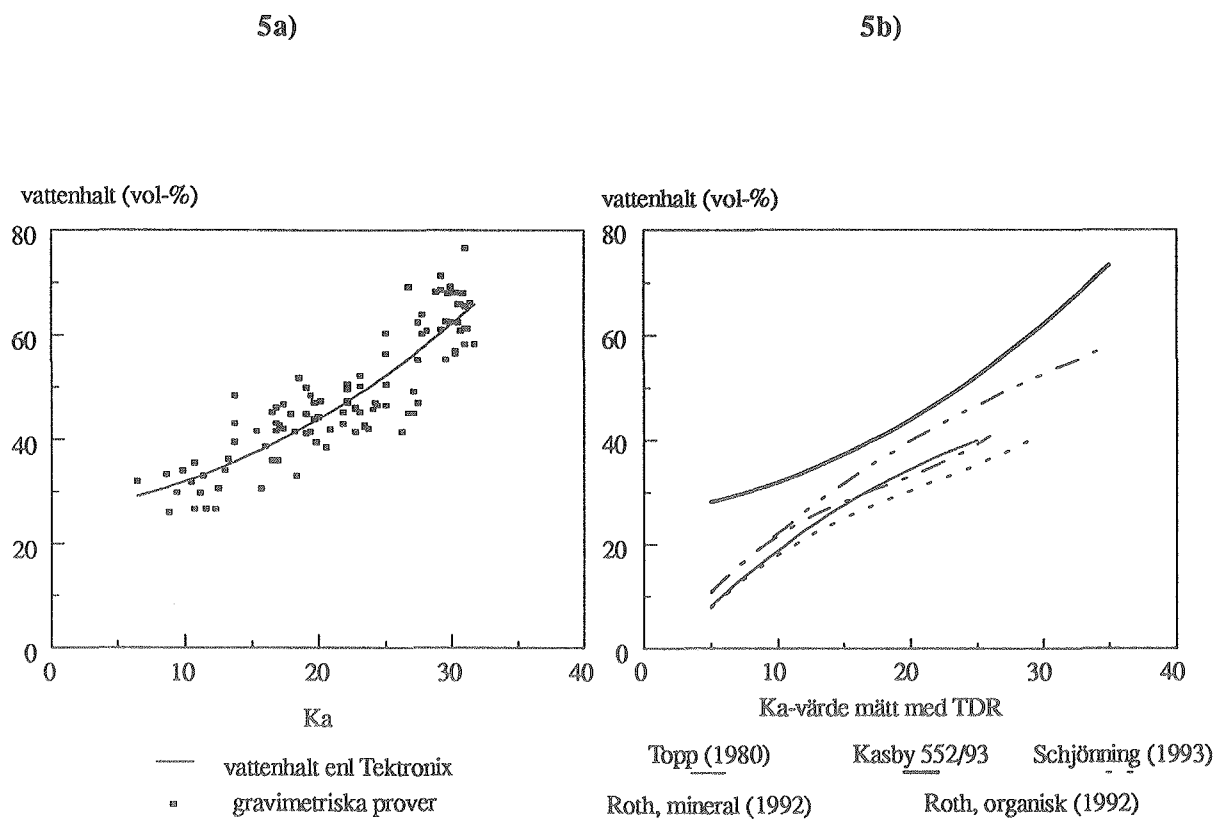 5a)
5b)
vattenhalt (vol-%)
80
60
40
20
0
0 10 20 30 40
Ka
vattenhalt enl Tektronix
gravimetriska prover
vattenhalt (vol-%)
80
60
40
20
0
0 10 20 30 40
Ka-värde mätt med TDR
Topp (1980) Kasby 552/93 Schjönning (1993)
Roth, mineral (1992) Roth, organisk (1992)